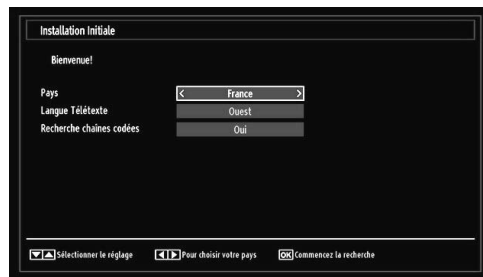 Installation Initiale
Bienvenue!
Pays < France >
Langue Télétexte Ouest
Recherche chaines codées Oui
Sélectionner le réglage Pour choisir votre pays OK Commencez la recherche